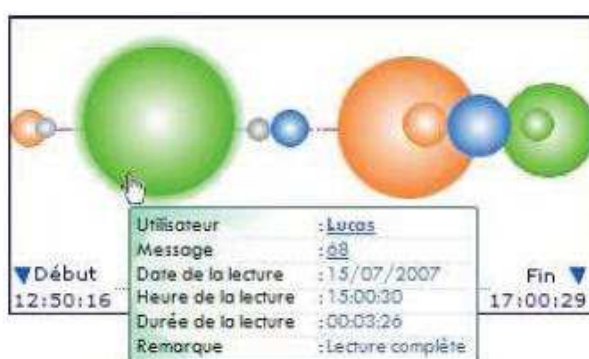 Utilisateur : Lucas
Message : 68
Date de la lecture : 15/07/2007
Heure de la lecture : 15:00:30
Durée de la lecture : 00:03:26
Remarque : Lecture complète
Début
12:50:16
Fin
17:00:29